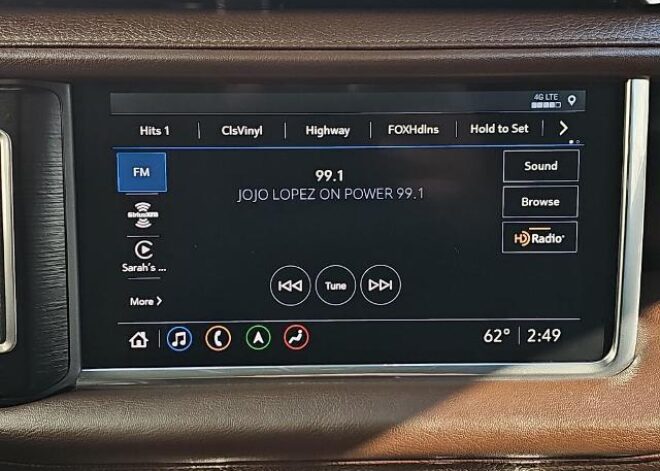 4G LTE
Hits 1 ClsVinyl Highway FOXHdlns Hold to Set
FM
99.1
JOJO LOPEZ ON POWER 99.1
Sound
Browse
HD Radio
SiriusXM
Sarah's ...
Tune
More
62° 2:49